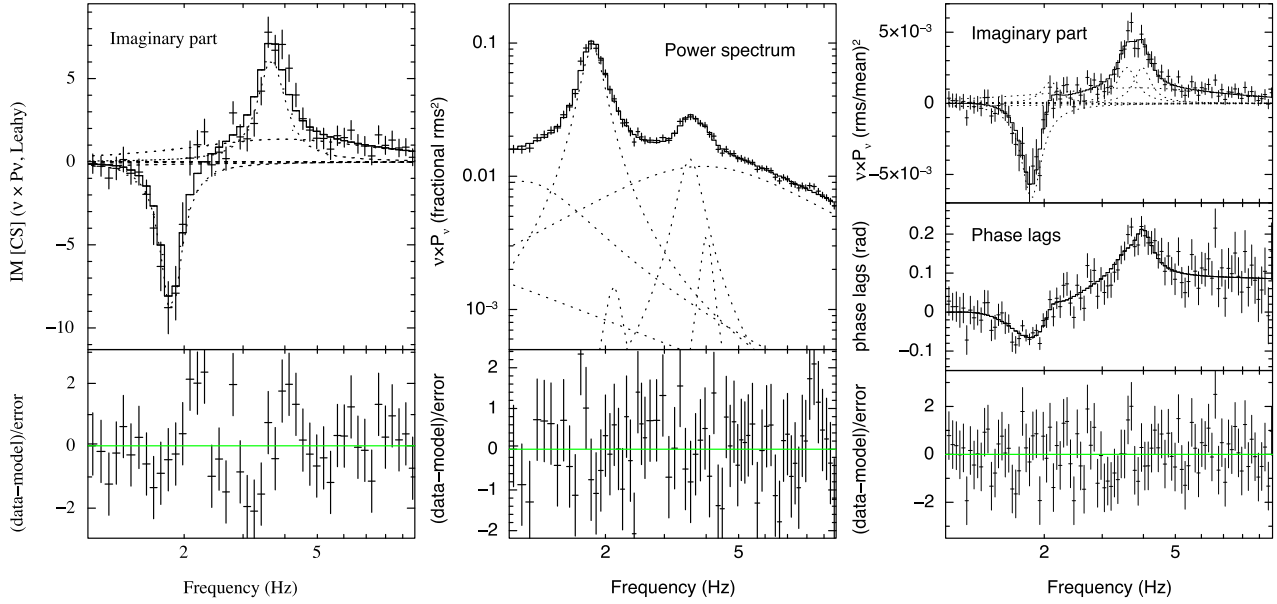 Imaginary part
IM [CS] (ν × Pν, Leahy)
5
0
−5
−10
(data−model)/error
2
0
−2
2
5
Frequency (Hz)
Power spectrum
ν×Pν (fractional rms²)
0.1
0.01
10⁻³
(data−model)/error
2
1
0
−1
−2
2
5
Frequency (Hz)
Imaginary part
ν×Pν (rms/mean)²
5×10⁻³
0
−5×10⁻³
Phase lags
phase lags (rad)
0.2
0.1
0
−0.1
(data−model)/error
2
0
−2
2
5
Frequency (Hz)